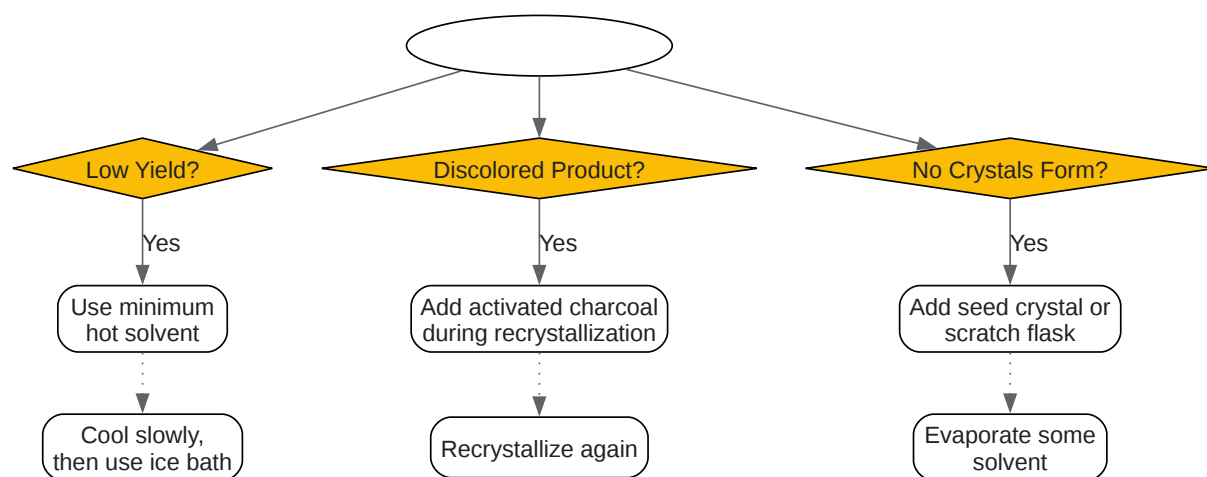 Low Yield?
Discolored Product?
No Crystals Form?
Yes
Yes
Yes
Use minimum
hot solvent
Add activated charcoal
during recrystallization
Add seed crystal or
scratch flask
Cool slowly,
then use ice bath
Recrystallize again
Evaporate some
solvent